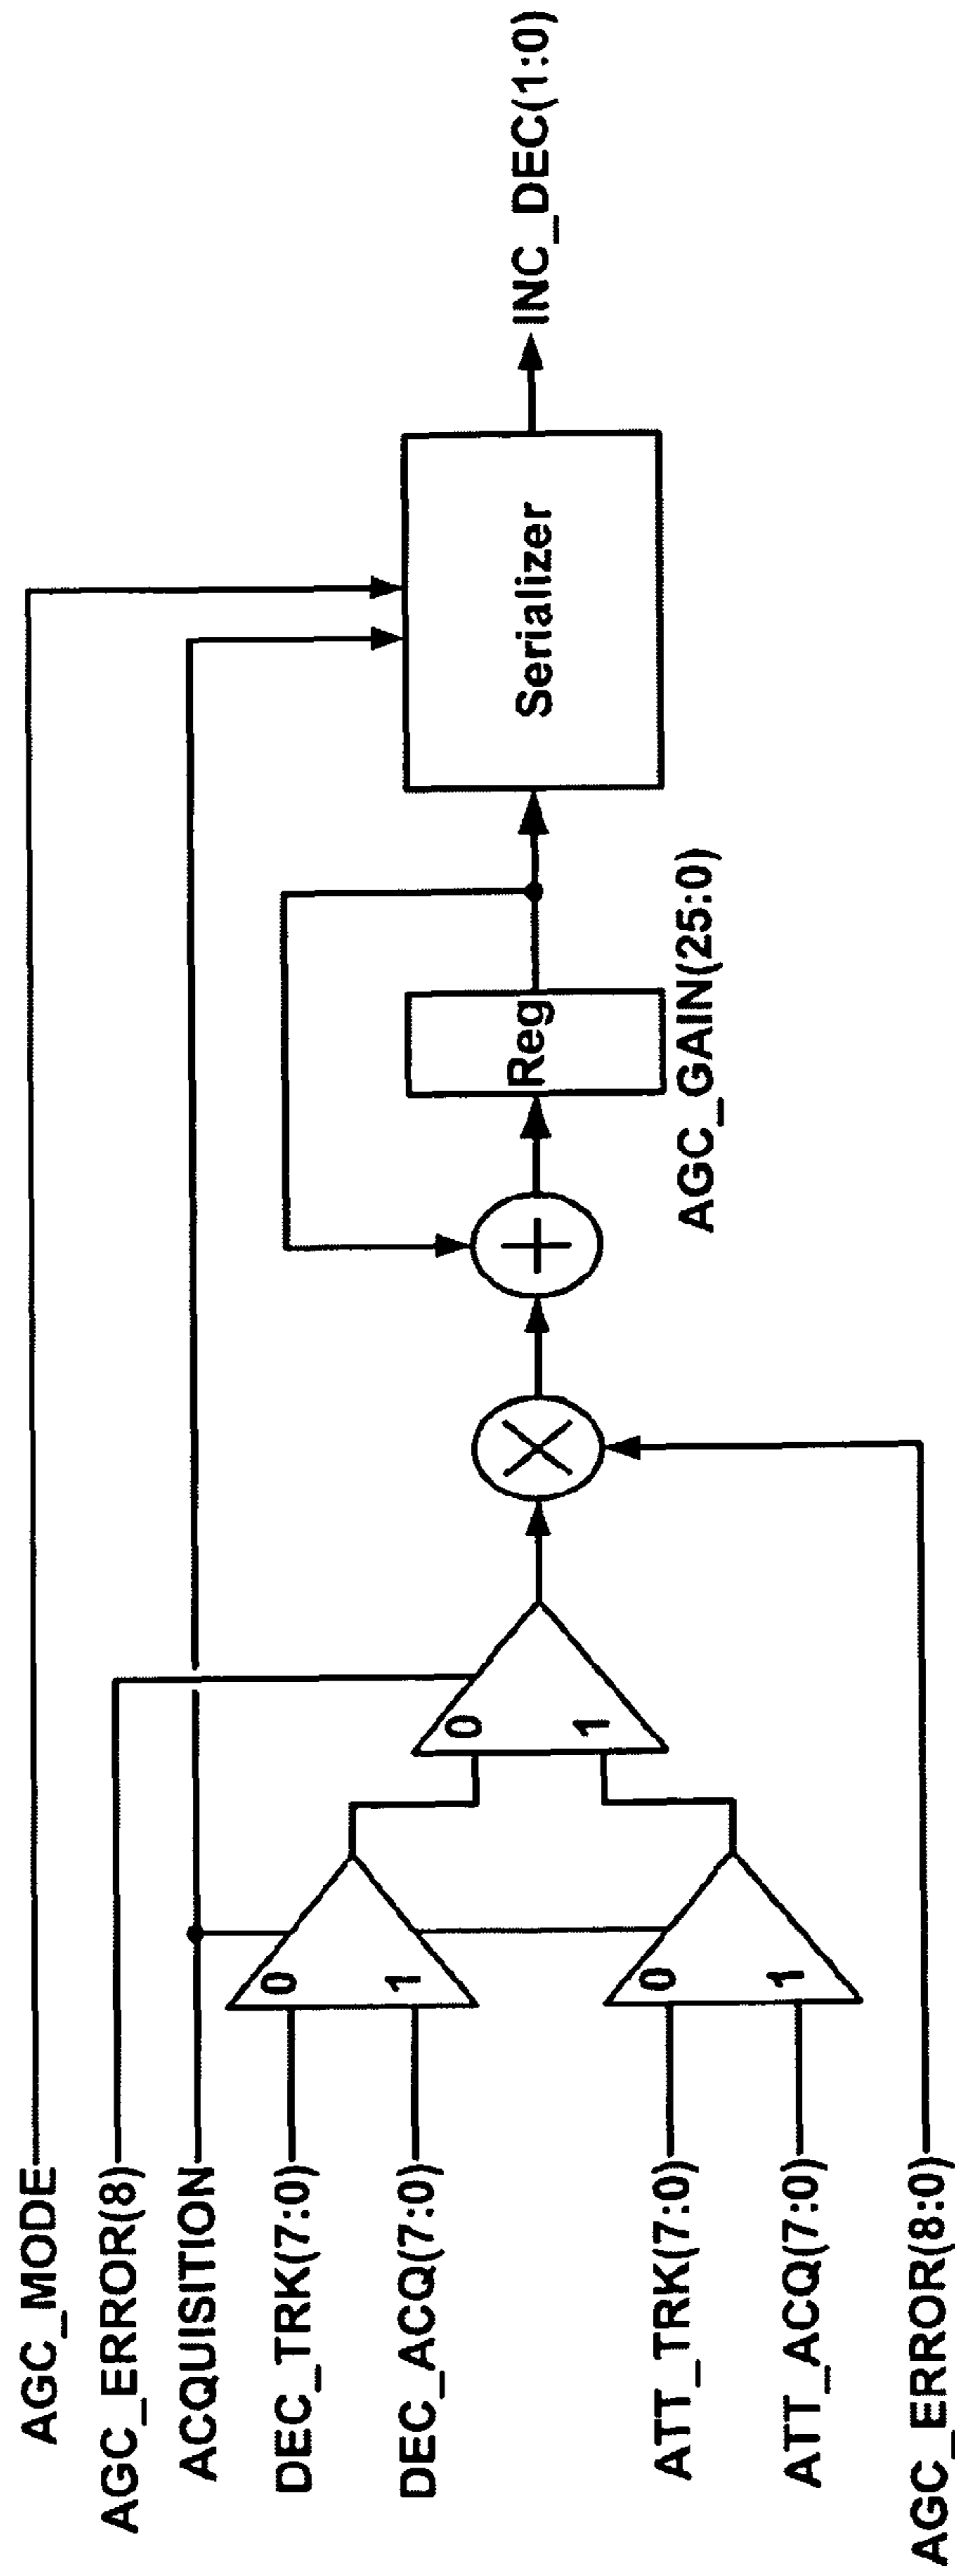 AGC_MODE
AGC_ERROR(8)
ACQUISITION
DEC_TRK(7:0)
DEC_ACQ(7:0)
ATT_TRK(7:0)
ATT_ACQ(7:0)
AGC_ERROR(8:0)
0
1
0
1
0
1
Reg
AGC_GAIN(25:0)
Serializer
INC_DEC(1:0)